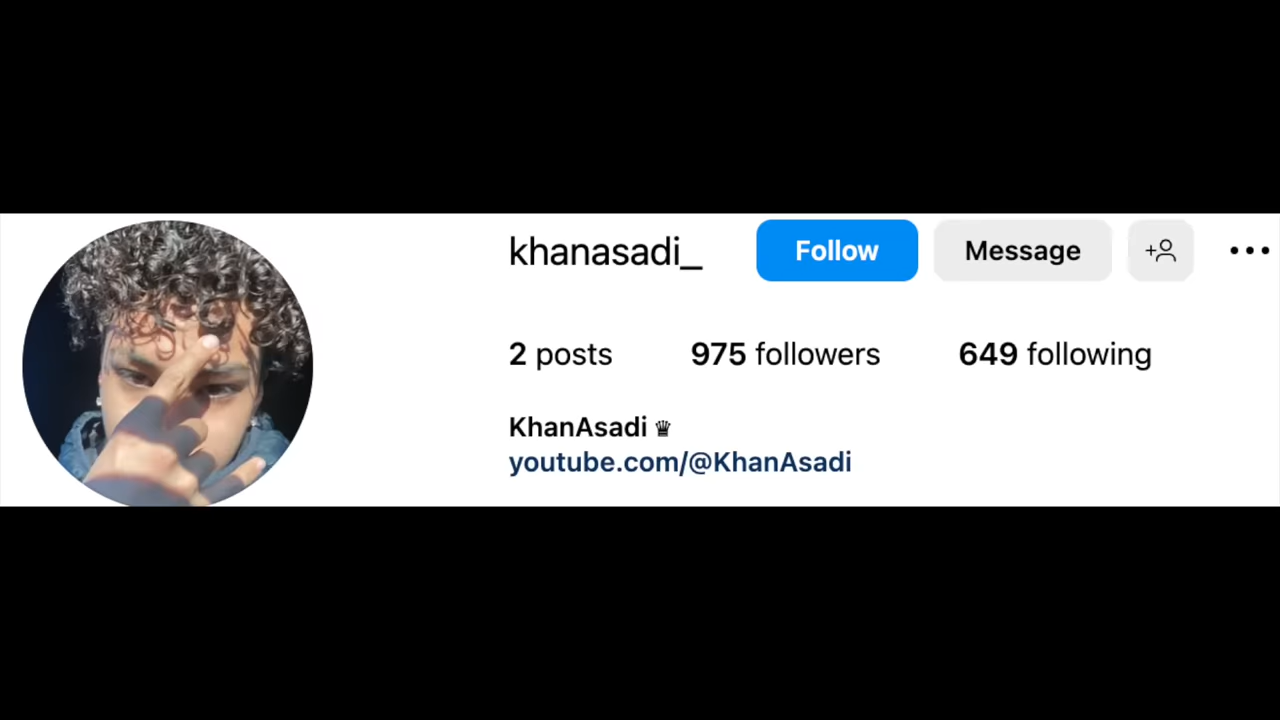 khanasadi_ Follow Message
2 posts 975 followers 649 following
KhanAsadi ♛
youtube.com/@KhanAsadi